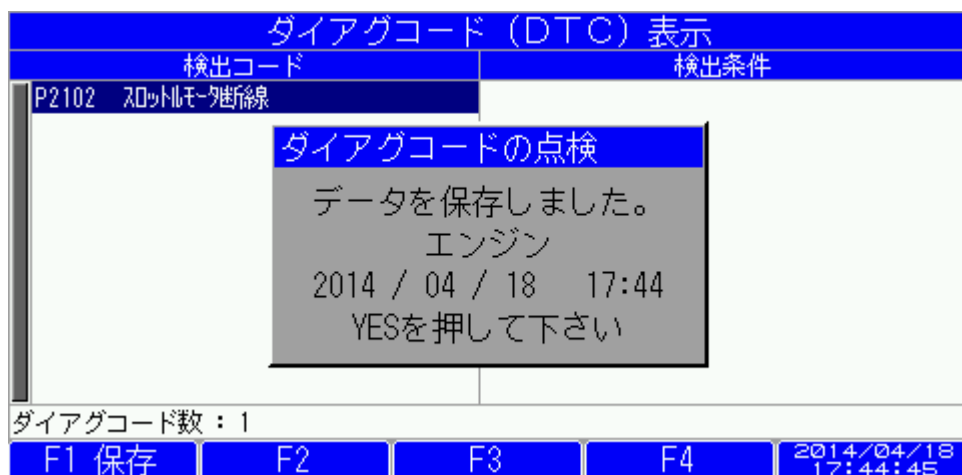 ダイアグコード（DTC）表示
検出コード 検出条件
P2102 ｽﾛｯﾄﾙﾓｰﾀ断線
ダイアグコードの点検
データを保存しました。
エンジン
2014 / 04 / 18 17:44
YESを押して下さい
ダイアグコード数：1
F1 保存 F2 F3 F4 2014/04/18
17:44:45